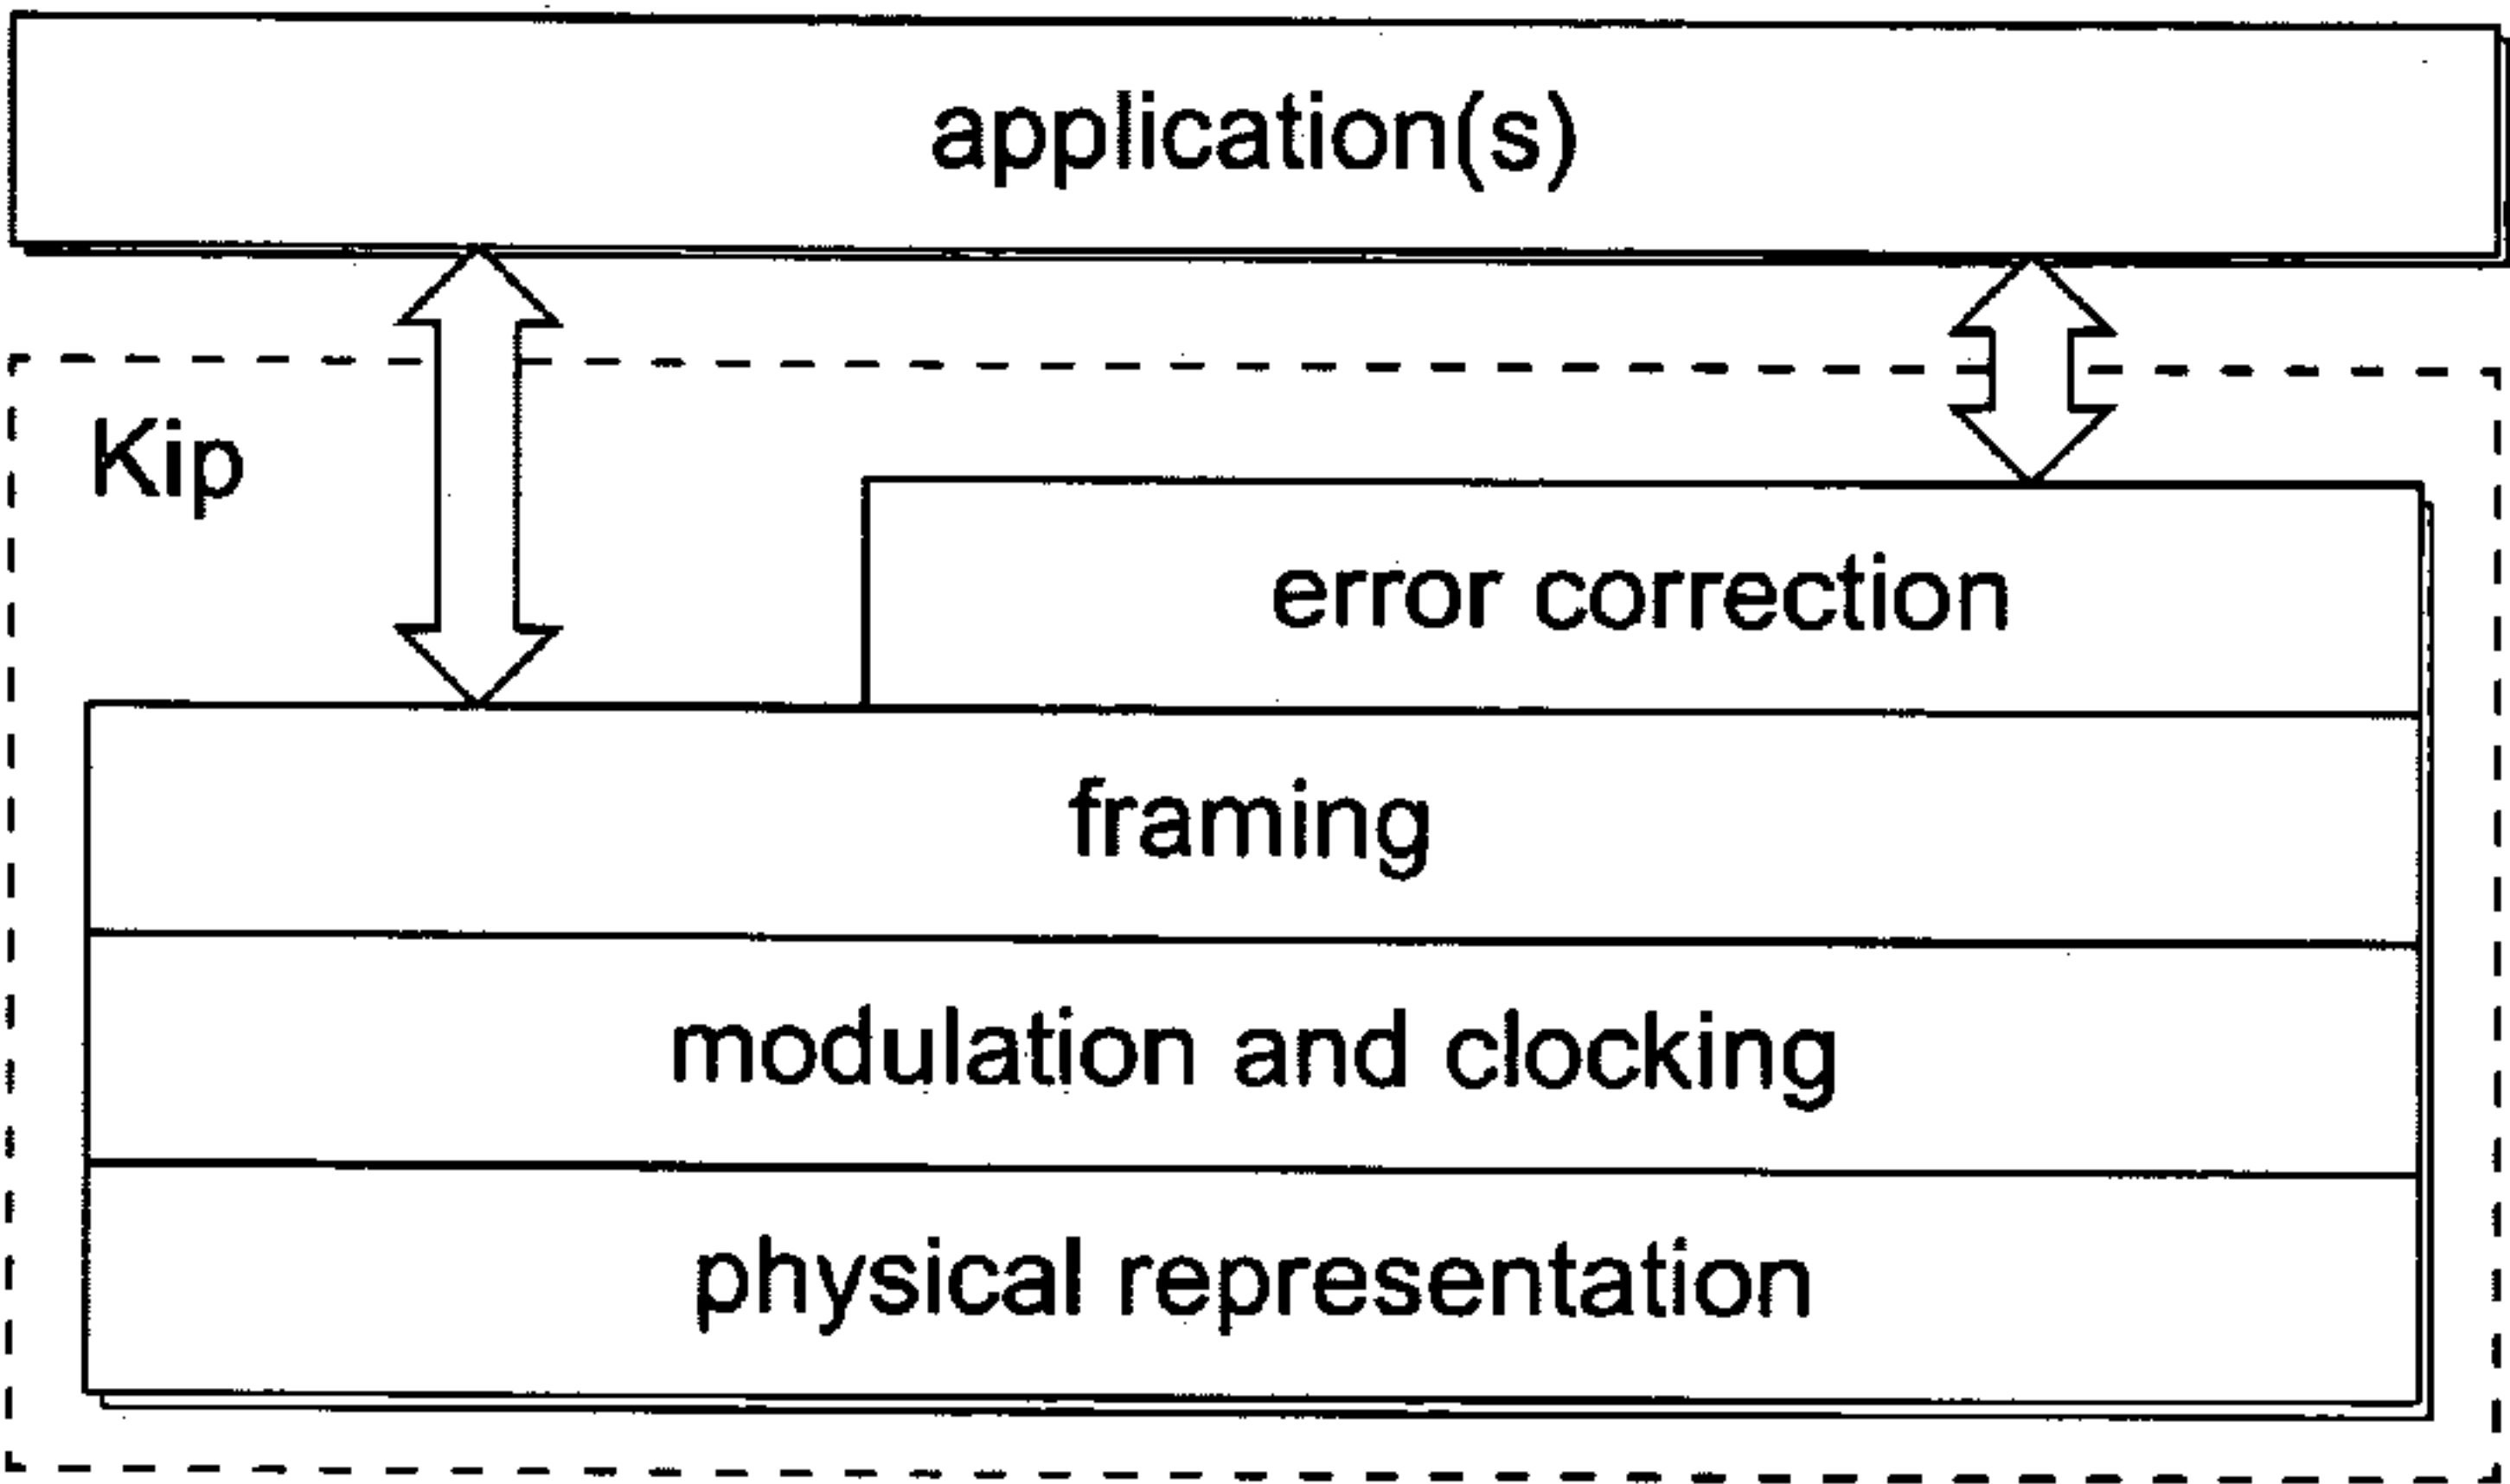 application(s)
Kip
error correction
framing
modulation and clocking
physical representation